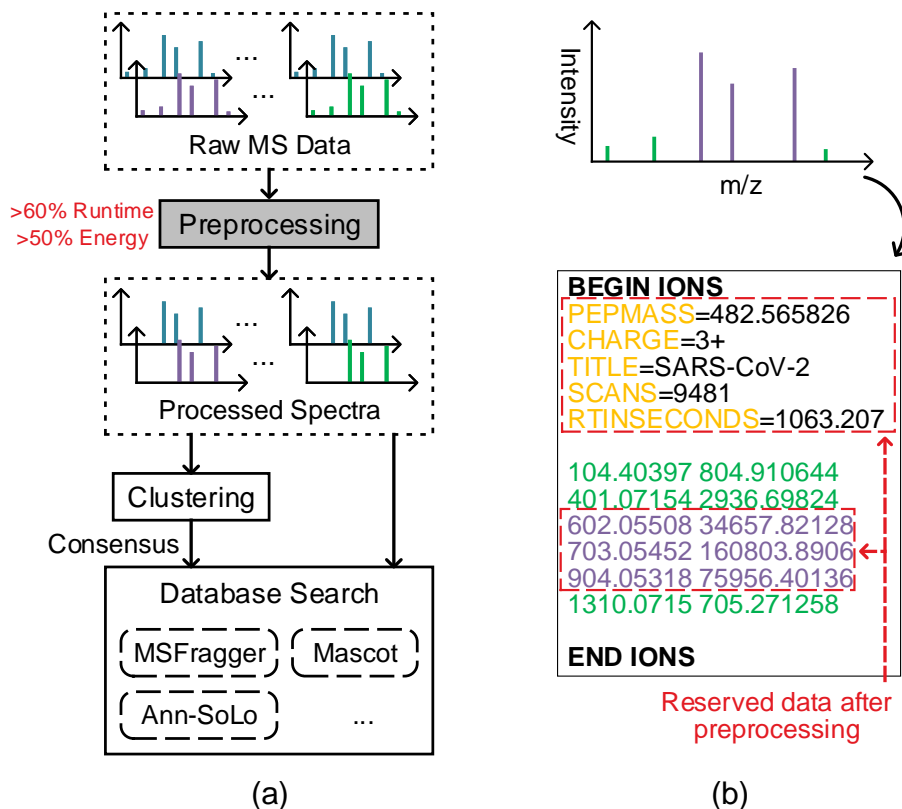 ...
...
Raw MS Data
>60% Runtime
>50% Energy
Preprocessing
...
...
Processed Spectra
Clustering
Consensus
Database Search
MSFragger
Mascot
Ann-SoLo
...
(a)
Intensity
m/z
BEGIN IONS
PEPMASS=482.565826
CHARGE=3+
TITLE=SARS-CoV-2
SCANS=9481
RTINSECONDS=1063.207
104.40397 804.910644
401.07154 2936.69824
602.05508 34657.82128
703.05452 160803.8906
904.05318 75956.40136
1310.0715 705.271258
END IONS
Reserved data after
preprocessing
(b)